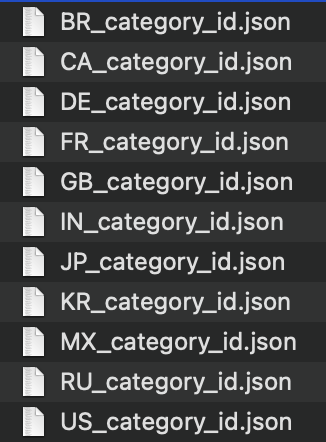 BR_category_id.json
CA_category_id.json
DE_category_id.json
FR_category_id.json
GB_category_id.json
IN_category_id.json
JP_category_id.json
KR_category_id.json
MX_category_id.json
RU_category_id.json
US_category_id.json